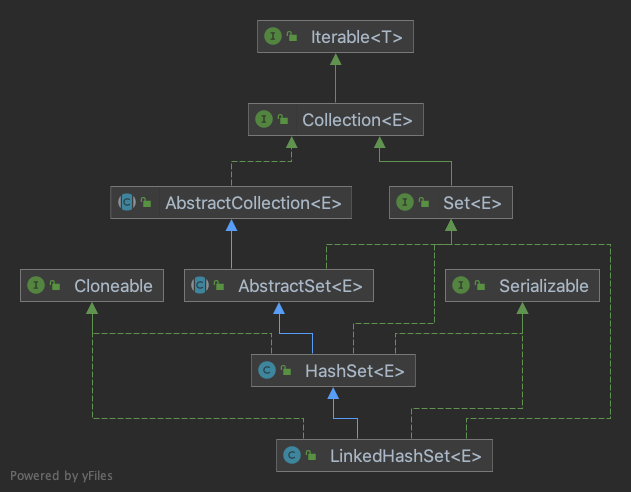 Iterable<T>
Collection<E>
AbstractCollection<E>
Set<E>
Cloneable
AbstractSet<E>
Serializable
HashSet<E>
LinkedHashSet<E>
Powered by yFiles